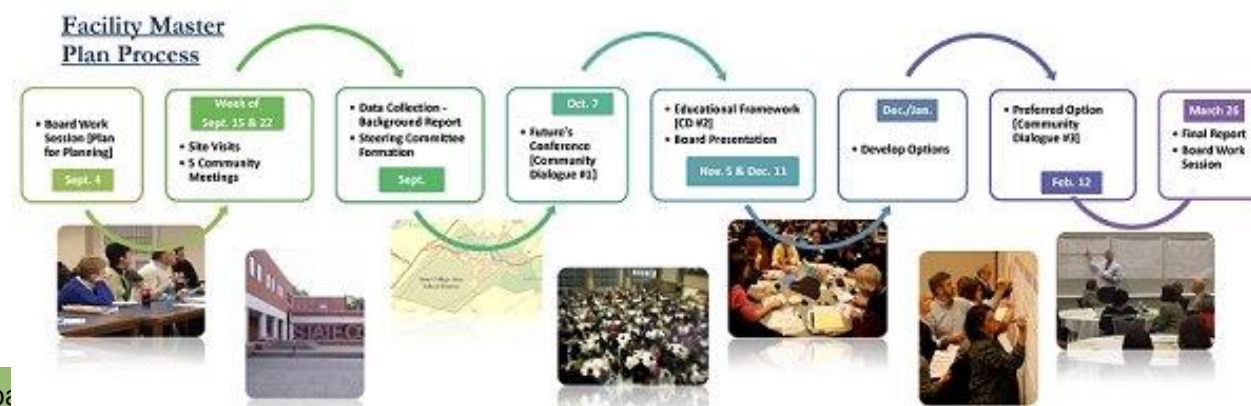 Facility Master
Plan Process
• Board Work
Session [Plan
for Planning]
Sept. 4
Week of
Sept. 15 & 22
• Site Visits
• 5 Community
Meetings
• Data Collection -
Background Report
• Steering Committee
Formation
Sept.
Oct. 7
• Future's
Conference
[Community
Dialogue #1]
• Educational Framework
[CD #2]
• Board Presentation
Nov. 5 & Dec. 11
Dec./Jan.
• Develop Options
• Preferred Option
[Community
Dialogue #3]
Feb. 12
March 26
• Final Report
• Board Work
Session